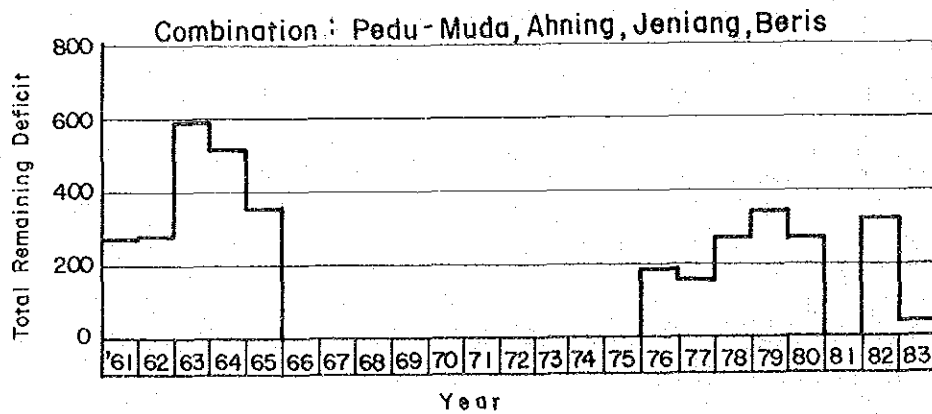 Combination : Pedu-Muda, Ahning, Jeniang, Beris
Total Remaining Deficit
800
600
400
200
0
'61 62 63 64 65 66 67 68 69 70 71 72 73 74 75 76 77 78 79 80 81 82 83
Year